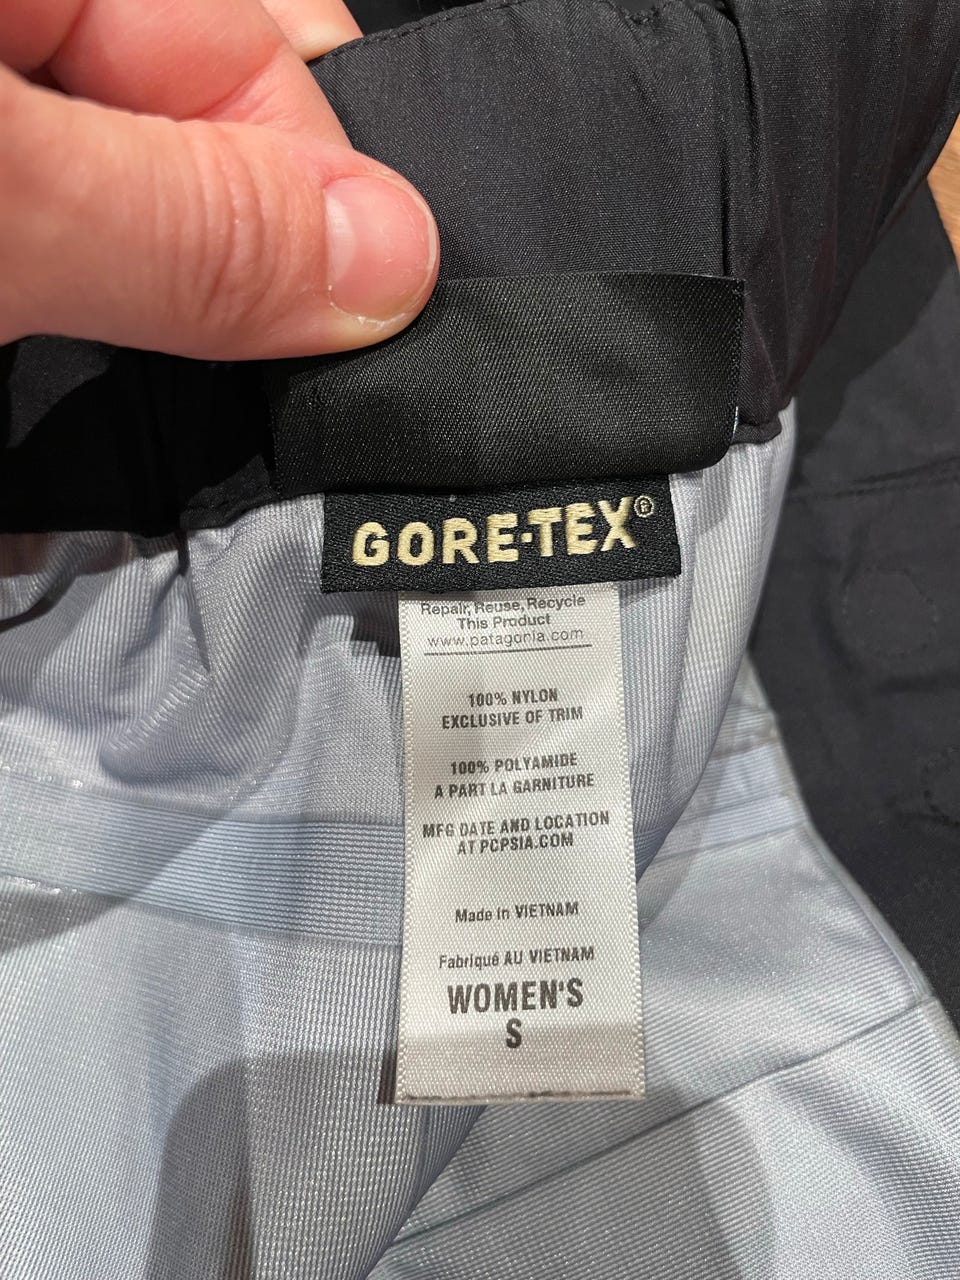 GORE-TEX®
Repair, Reuse, Recycle
This Product
www.patagonia.com
100% NYLON
EXCLUSIVE OF TRIM
100% POLYAMIDE
A PART LA GARNITURE
MFG DATE AND LOCATION
AT PCPSIA.COM
Made in VIETNAM
Fabriqué AU VIETNAM
WOMEN'S
S